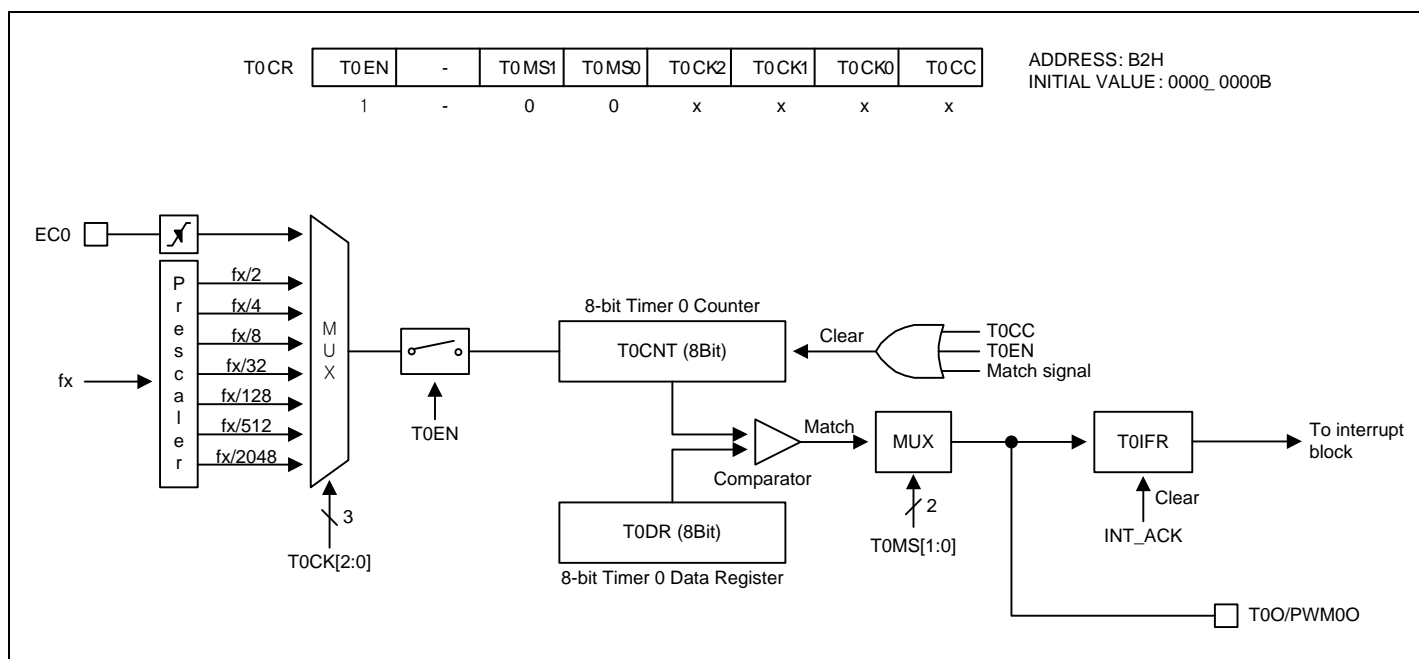 T0CR T0EN - T0MS1 T0MS0 T0CK2 T0CK1 T0CK0 T0CC
1 - 0 0 x x x x
ADDRESS: B2H
INITIAL VALUE: 0000_0000B
EC0
fx
Prescaler
fx/2
fx/4
fx/8
fx/32
fx/128
fx/512
fx/2048
MUX
3
T0CK[2:0]
T0EN
8-bit Timer 0 Counter
T0CNT (8Bit)
Clear
T0CC
T0EN
Match signal
Comparator
Match
T0DR (8Bit)
8-bit Timer 0 Data Register
MUX
2
T0MS[1:0]
T0IFR
Clear
INT_ACK
To interrupt
block
T0O/PWM0O